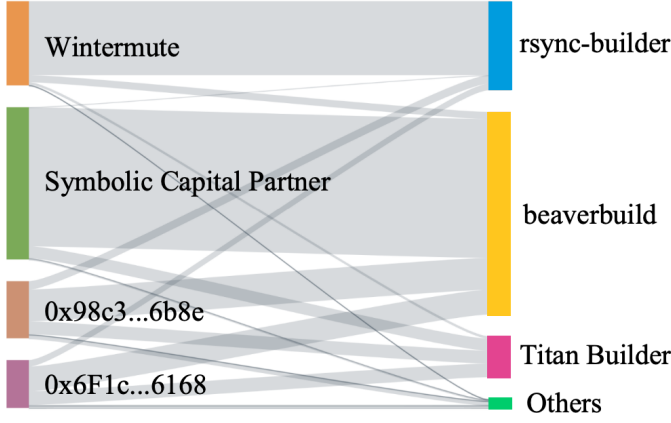 Wintermute
rsync-builder
Symbolic Capital Partner
beaverbuild
0x98c3...6b8e
Titan Builder
0x6F1c...6168
Others